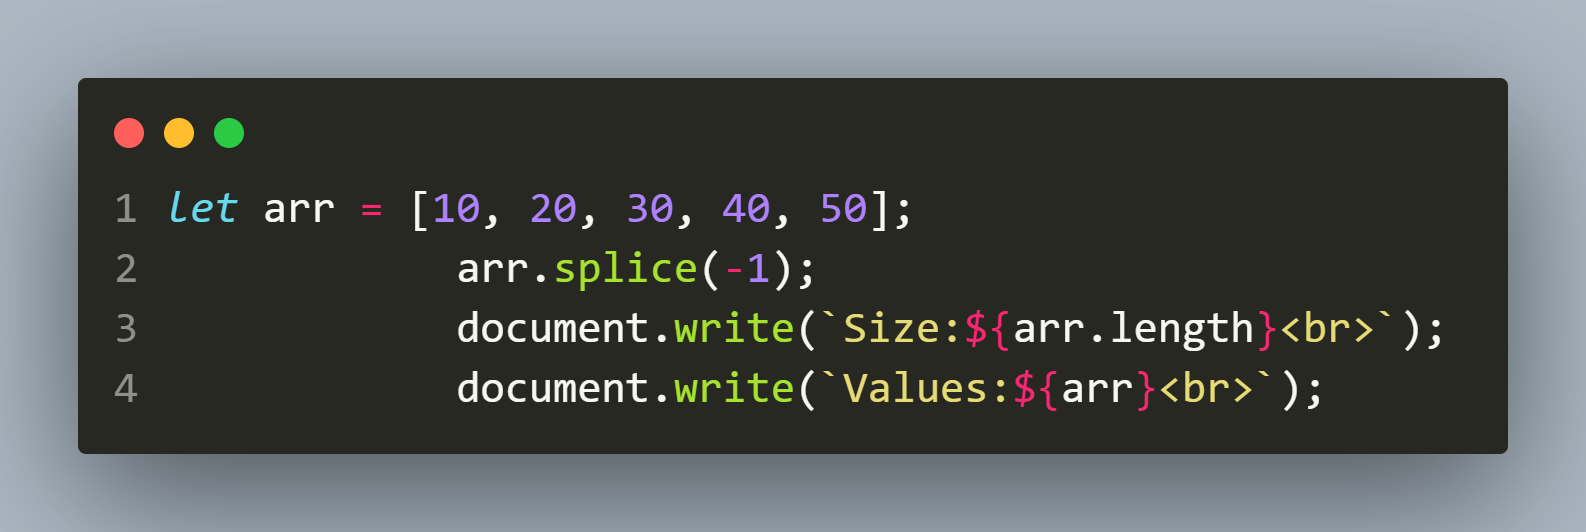 1 let arr = [10, 20, 30, 40, 50];
2             arr.splice(-1);
3             document.write(`Size:${arr.length}<br>`);
4             document.write(`Values:${arr}<br>`);